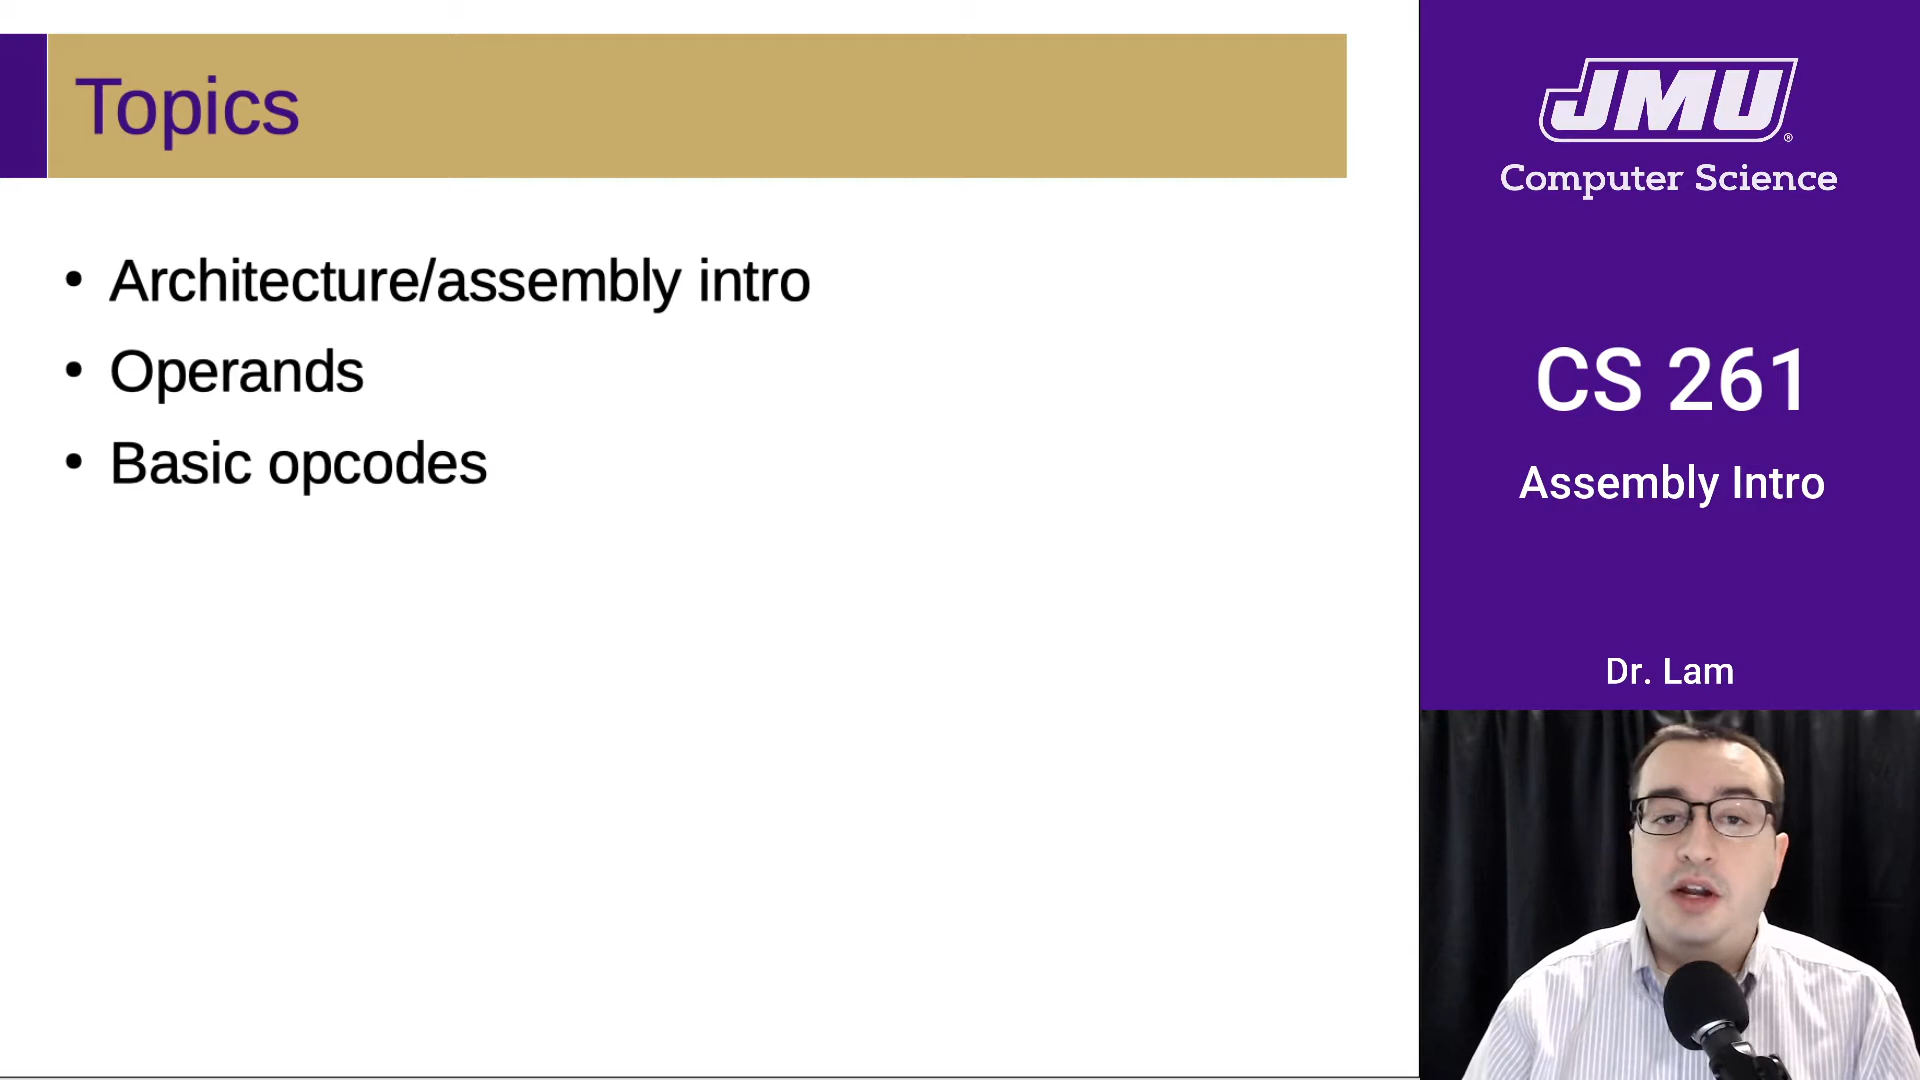 Topics
• Architecture/assembly intro
• Operands
• Basic opcodes
JMU®
Computer Science
CS 261
Assembly Intro
Dr. Lam